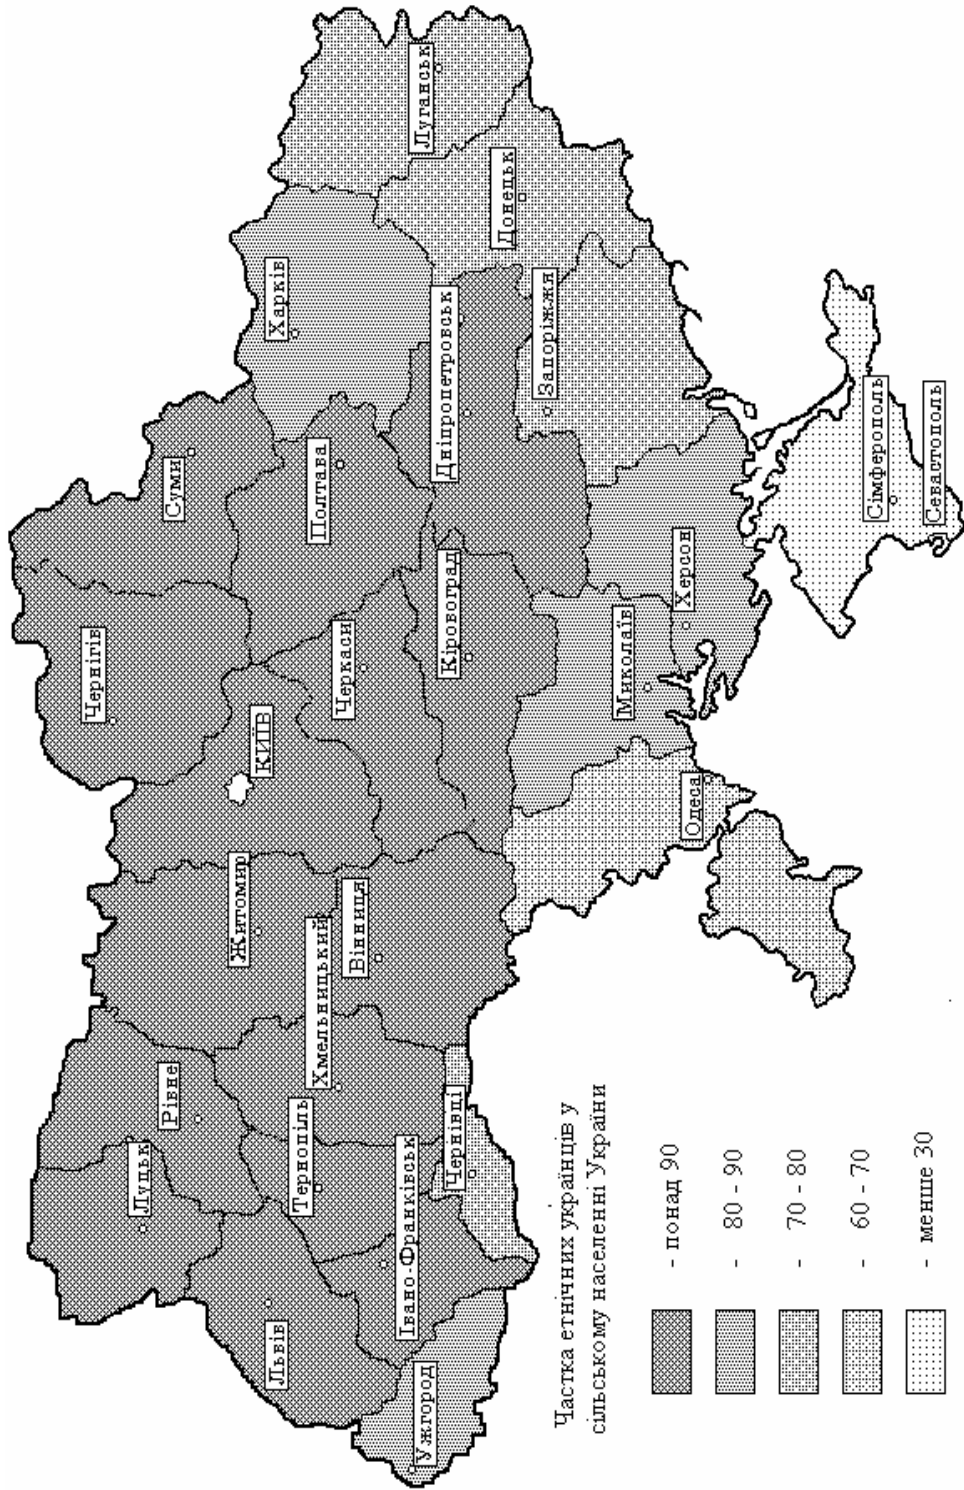 Луганськ
Донецьк
Харків
Запоріжжя
Дніпропетровськ
Суми
Полтава
Сімферополь
Севастополь
Херсон
Кіровоград
Черкаси
Миколаїв
Чернігів
КИЇВ
Одеса
Житомир
Вінниця
Хмельницький
Рівне
Луцьк
Тернопіль
Чернівці
Івано-Франківськ
Львів
Ужгород
Частка етнічних українців у
сільському населенні України
- понад 90
- 80 - 90
- 70 - 80
- 60 - 70
- менше 30